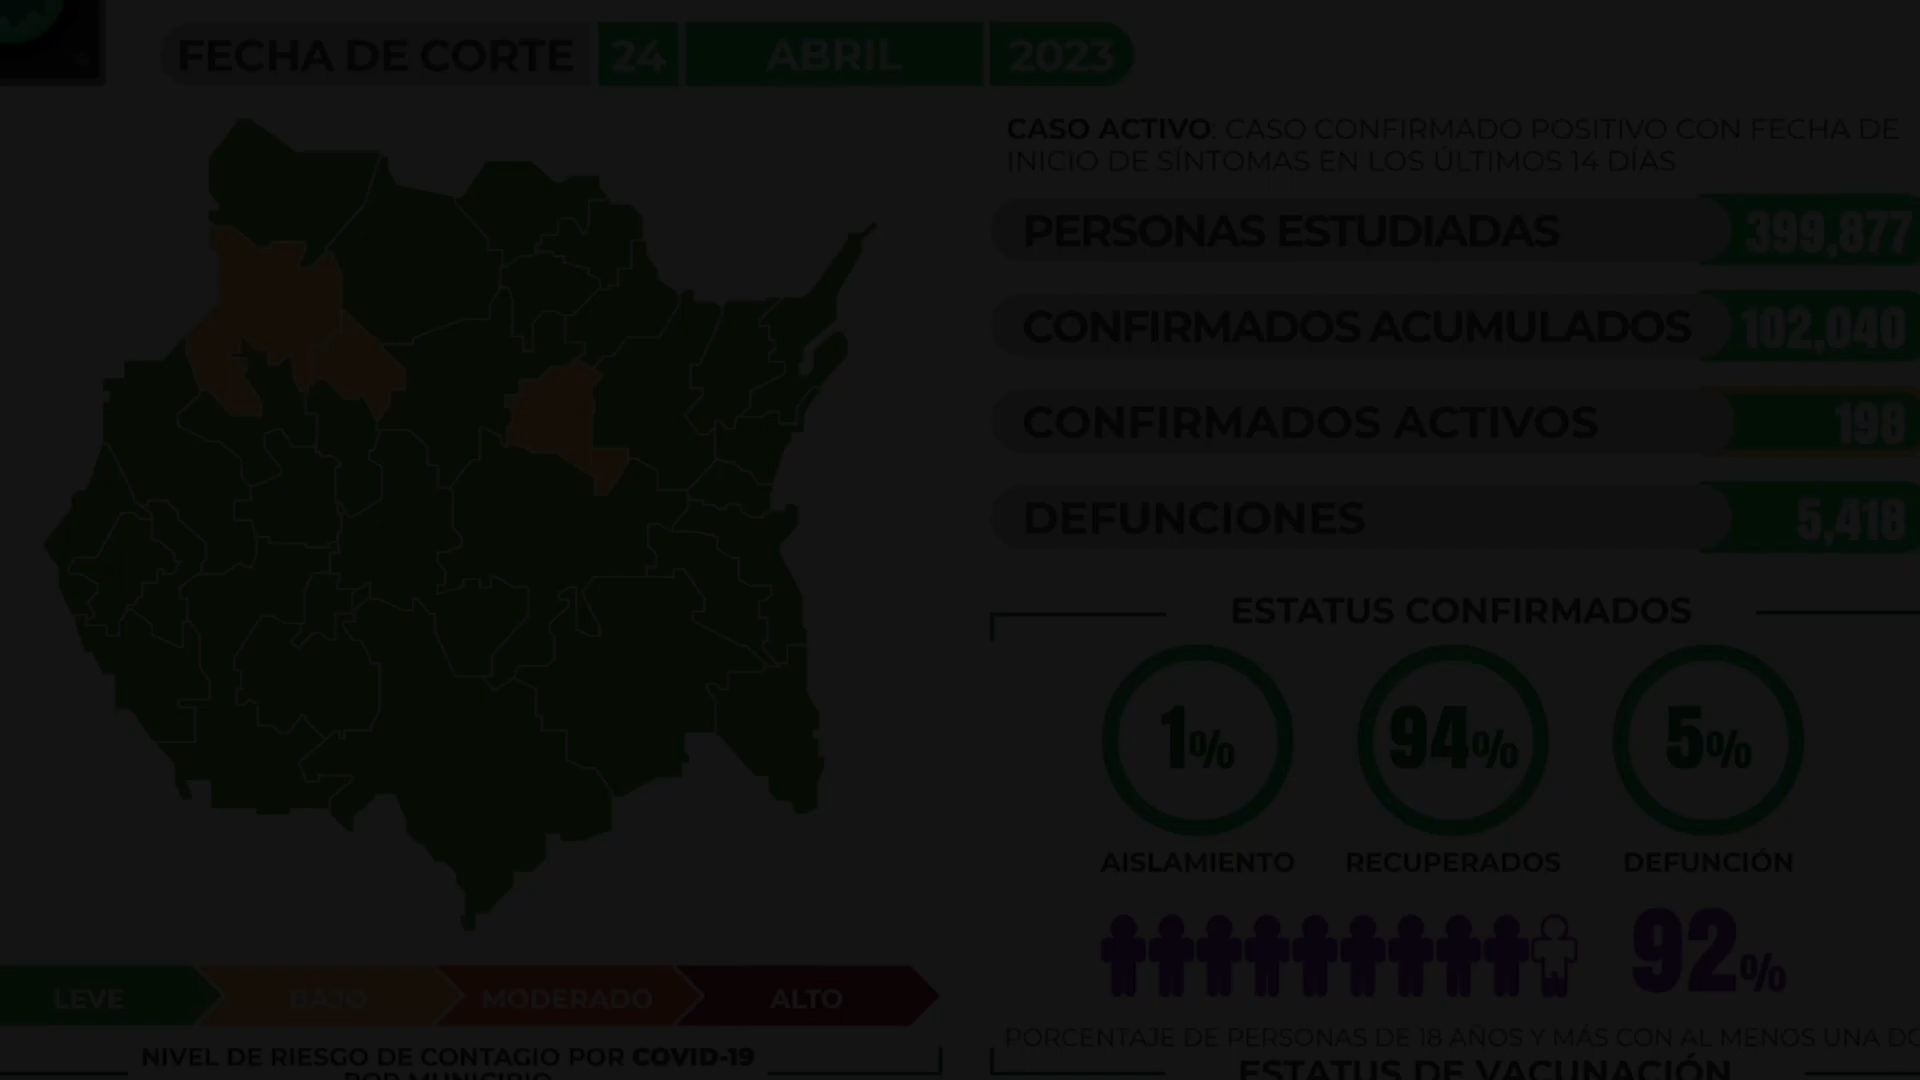 FECHA DE CORTE 24 ABRIL 2023
CASO ACTIVO: CASO CONFIRMADO POSITIVO CON FECHA DE
INICIO DE SÍNTOMAS EN LOS ÚLTIMOS 14 DÍAS
PERSONAS ESTUDIADAS 399,877
CONFIRMADOS ACUMULADOS 102,040
CONFIRMADOS ACTIVOS 198
DEFUNCIONES 5,418
ESTATUS CONFIRMADOS
1% 94% 5%
AISLAMIENTO RECUPERADOS DEFUNCIÓN
92%
LEVE BAJO MODERADO ALTO
PORCENTAJE DE PERSONAS DE 18 AÑOS Y MÁS CON AL MENOS UNA DO
NIVEL DE RIESGO DE CONTAGIO POR COVID-19
POR MUNICIPIO
ESTATUS DE VACUNACIÓN